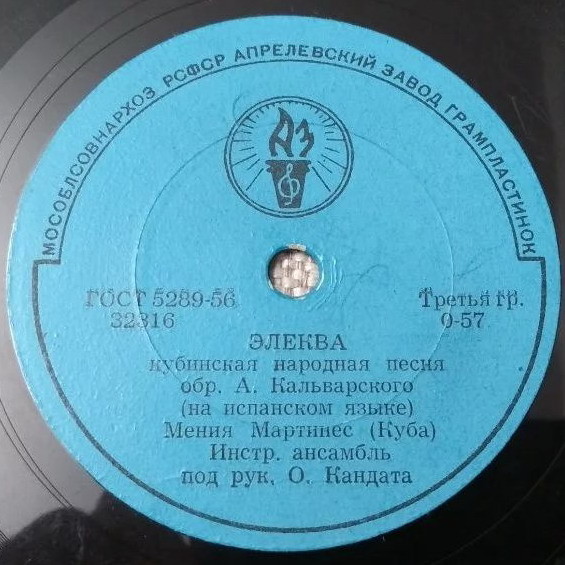 МОСОБЛСОВНАРХОЗ РСФСР АПРЕЛЕВСКИЙ ЗАВОД ГРАМПЛАСТИНОК
АЗ
ГОСТ 5289-56
32316
Третья гр.
0-57
ЭЛЕКВА
кубинская народная песня
обр. А. Кальварского
(на испанском языке)
Мения Мартинес (Куба)
Инстр. ансамбль
под рук. О. Кандата